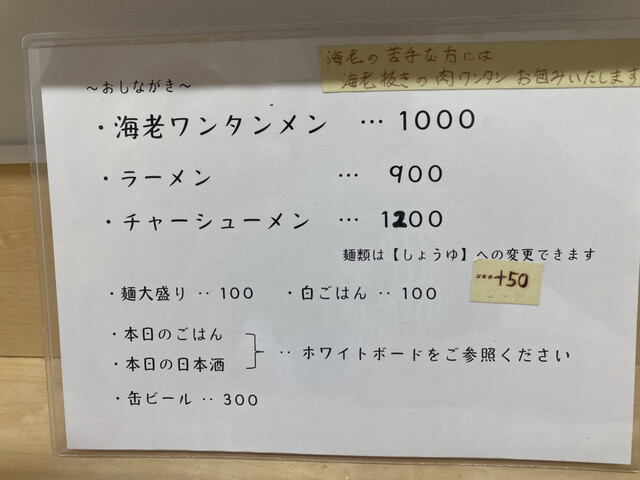 海老の苦手な方には
海老抜きの肉ワンタン お包みいたします
～おしながき～
・海老ワンタンメン … 1000
・ラーメン … 900
・チャーシューメン … 1200
麺類は【しょうゆ】への変更できます
…+50
・麺大盛り ‥ 100 ・白ごはん ‥ 100
・本日のごはん
・本日の日本酒
‥ ホワイトボードをご参照ください
・缶ビール ‥ 300